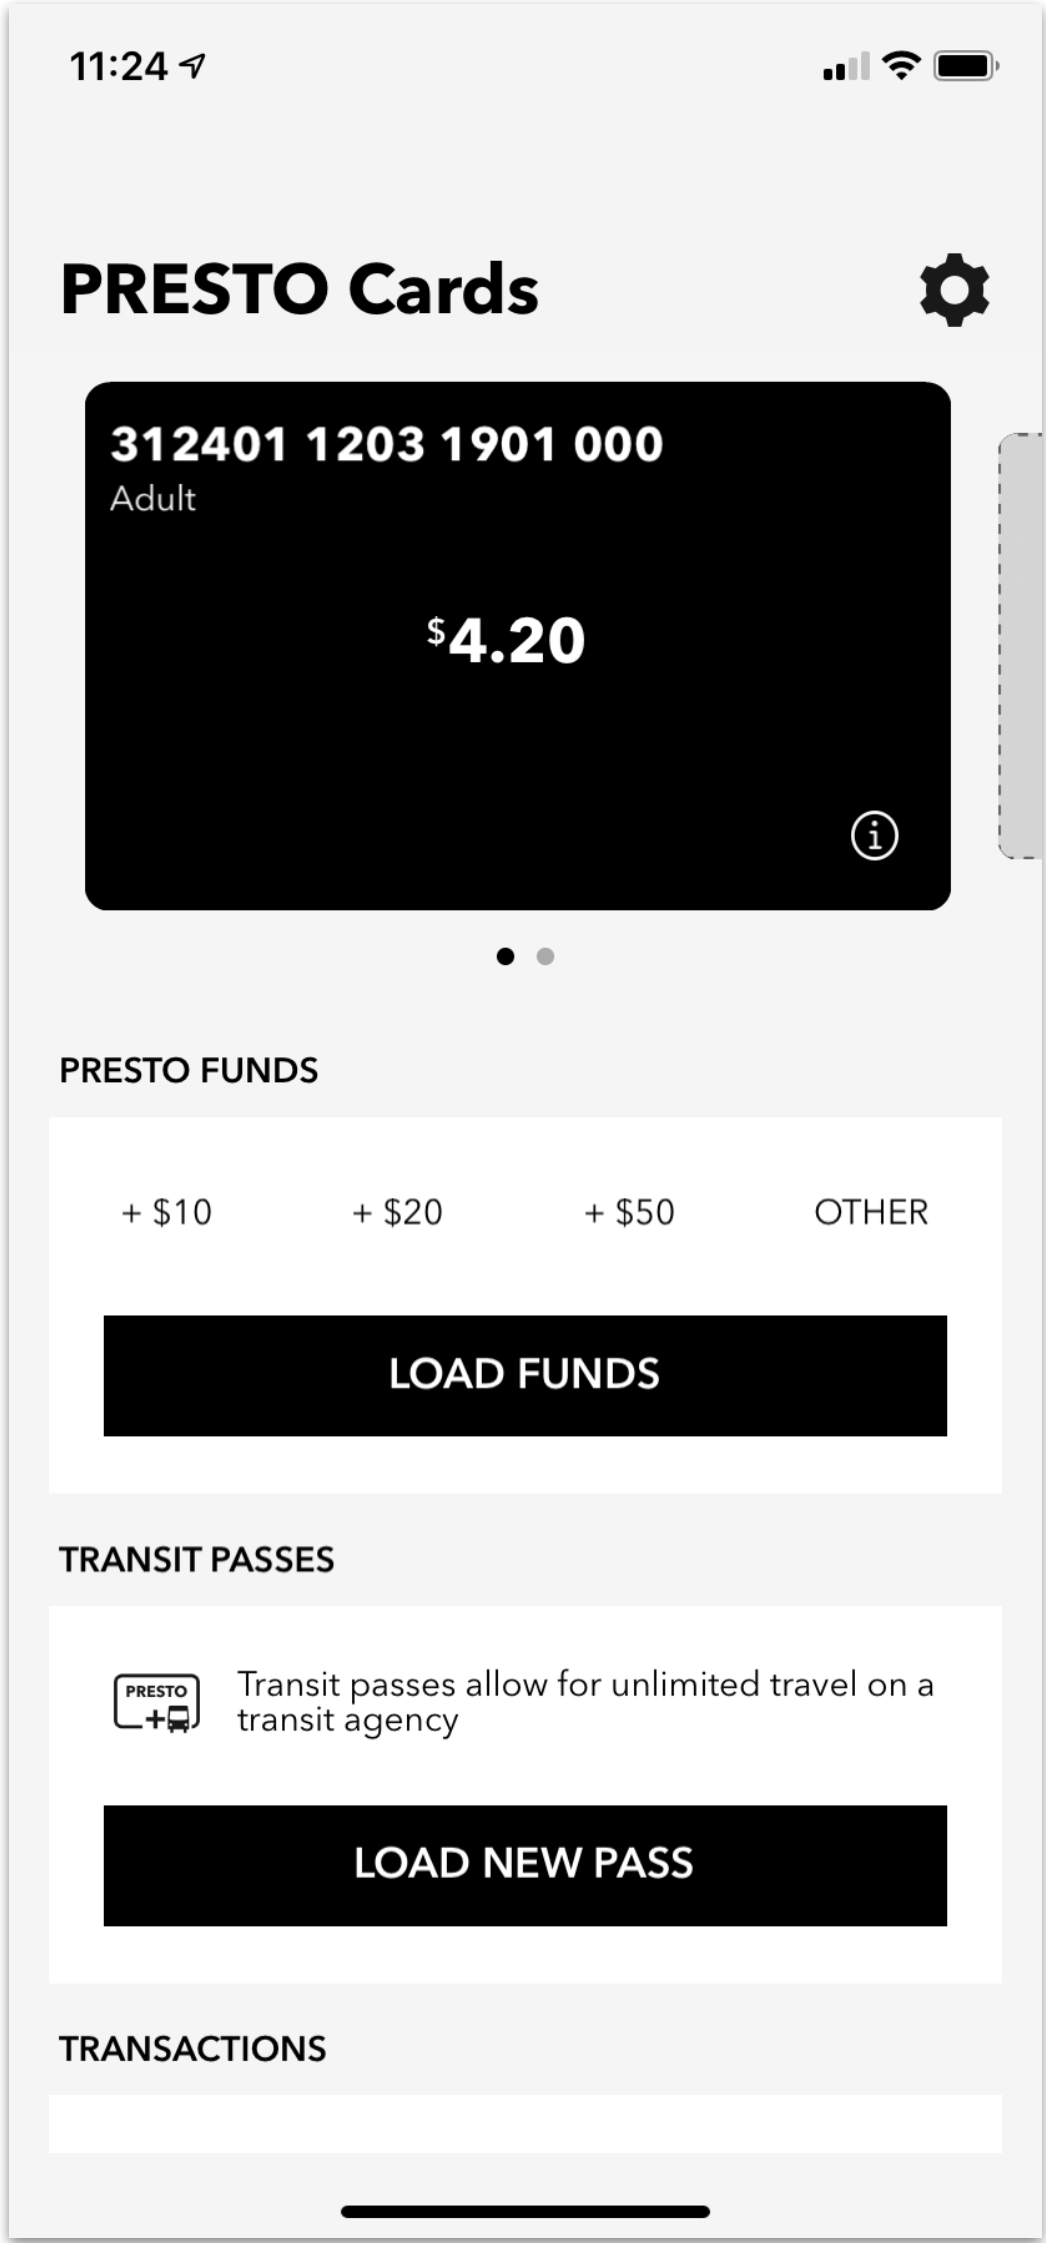 11:24
PRESTO Cards
312401 1203 1901 000
Adult
$4.20
PRESTO FUNDS
+ $10 + $20 + $50 OTHER
LOAD FUNDS
TRANSIT PASSES
PRESTO
Transit passes allow for unlimited travel on a
transit agency
LOAD NEW PASS
TRANSACTIONS